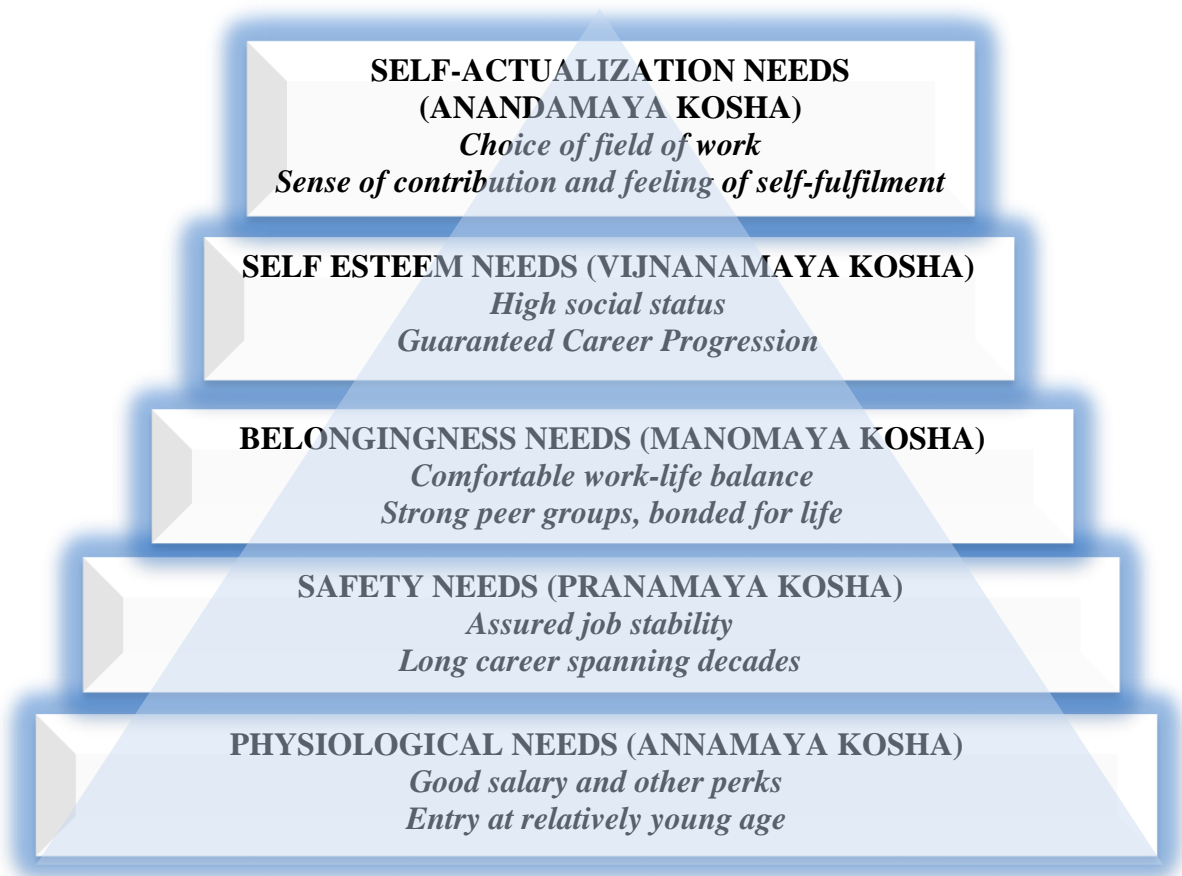 SELF-ACTUALIZATION NEEDS
(ANANDAMAYA KOSHA)
Choice of field of work
Sense of contribution and feeling of self-fulfilment
SELF ESTEEM NEEDS (VIJNANAMAYA KOSHA)
High social status
Guaranteed Career Progression
BELONGINGNESS NEEDS (MANOMAYA KOSHA)
Comfortable work-life balance
Strong peer groups, bonded for life
SAFETY NEEDS (PRANAMAYA KOSHA)
Assured job stability
Long career spanning decades
PHYSIOLOGICAL NEEDS (ANNAMAYA KOSHA)
Good salary and other perks
Entry at relatively young age